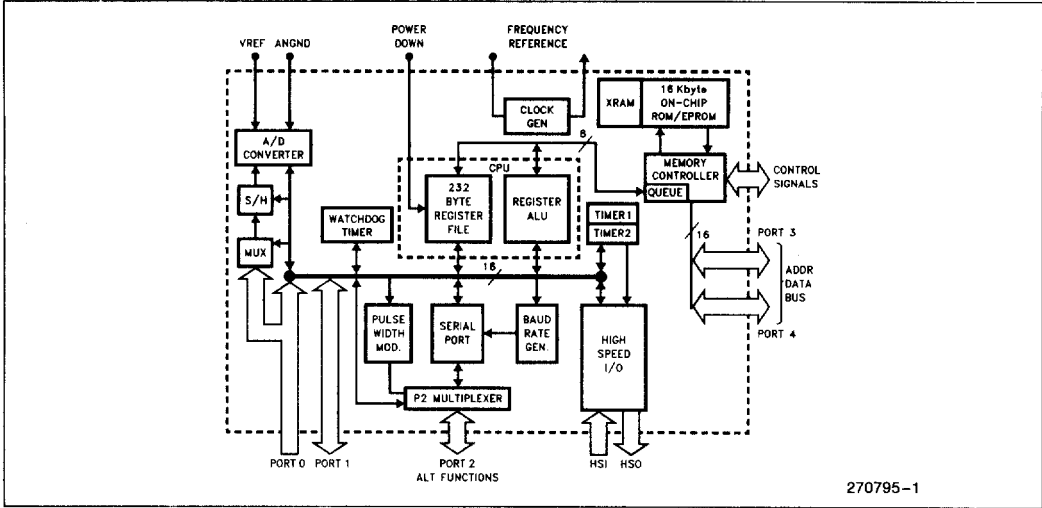 VREF ANGND
POWER
DOWN
FREQUENCY
REFERENCE
CLOCK
GEN
XRAM
16 Kbyte
ON-CHIP
ROM/EPROM
A/D
CONVERTER
8
CPU
MEMORY
CONTROLLER
QUEUE
CONTROL
SIGNALS
S/H
232
BYTE
REGISTER
FILE
REGISTER
ALU
WATCHDOG
TIMER
TIMER1
TIMER2
16
PORT 3
MUX
16
ADDR
DATA
BUS
PORT 4
PULSE
WIDTH
MOD.
SERIAL
PORT
BAUD
RATE
GEN.
HIGH
SPEED
I/O
P2 MULTIPLEXER
PORT 0 PORT 1
PORT 2
ALT FUNCTIONS
HSI HSO
270795-1